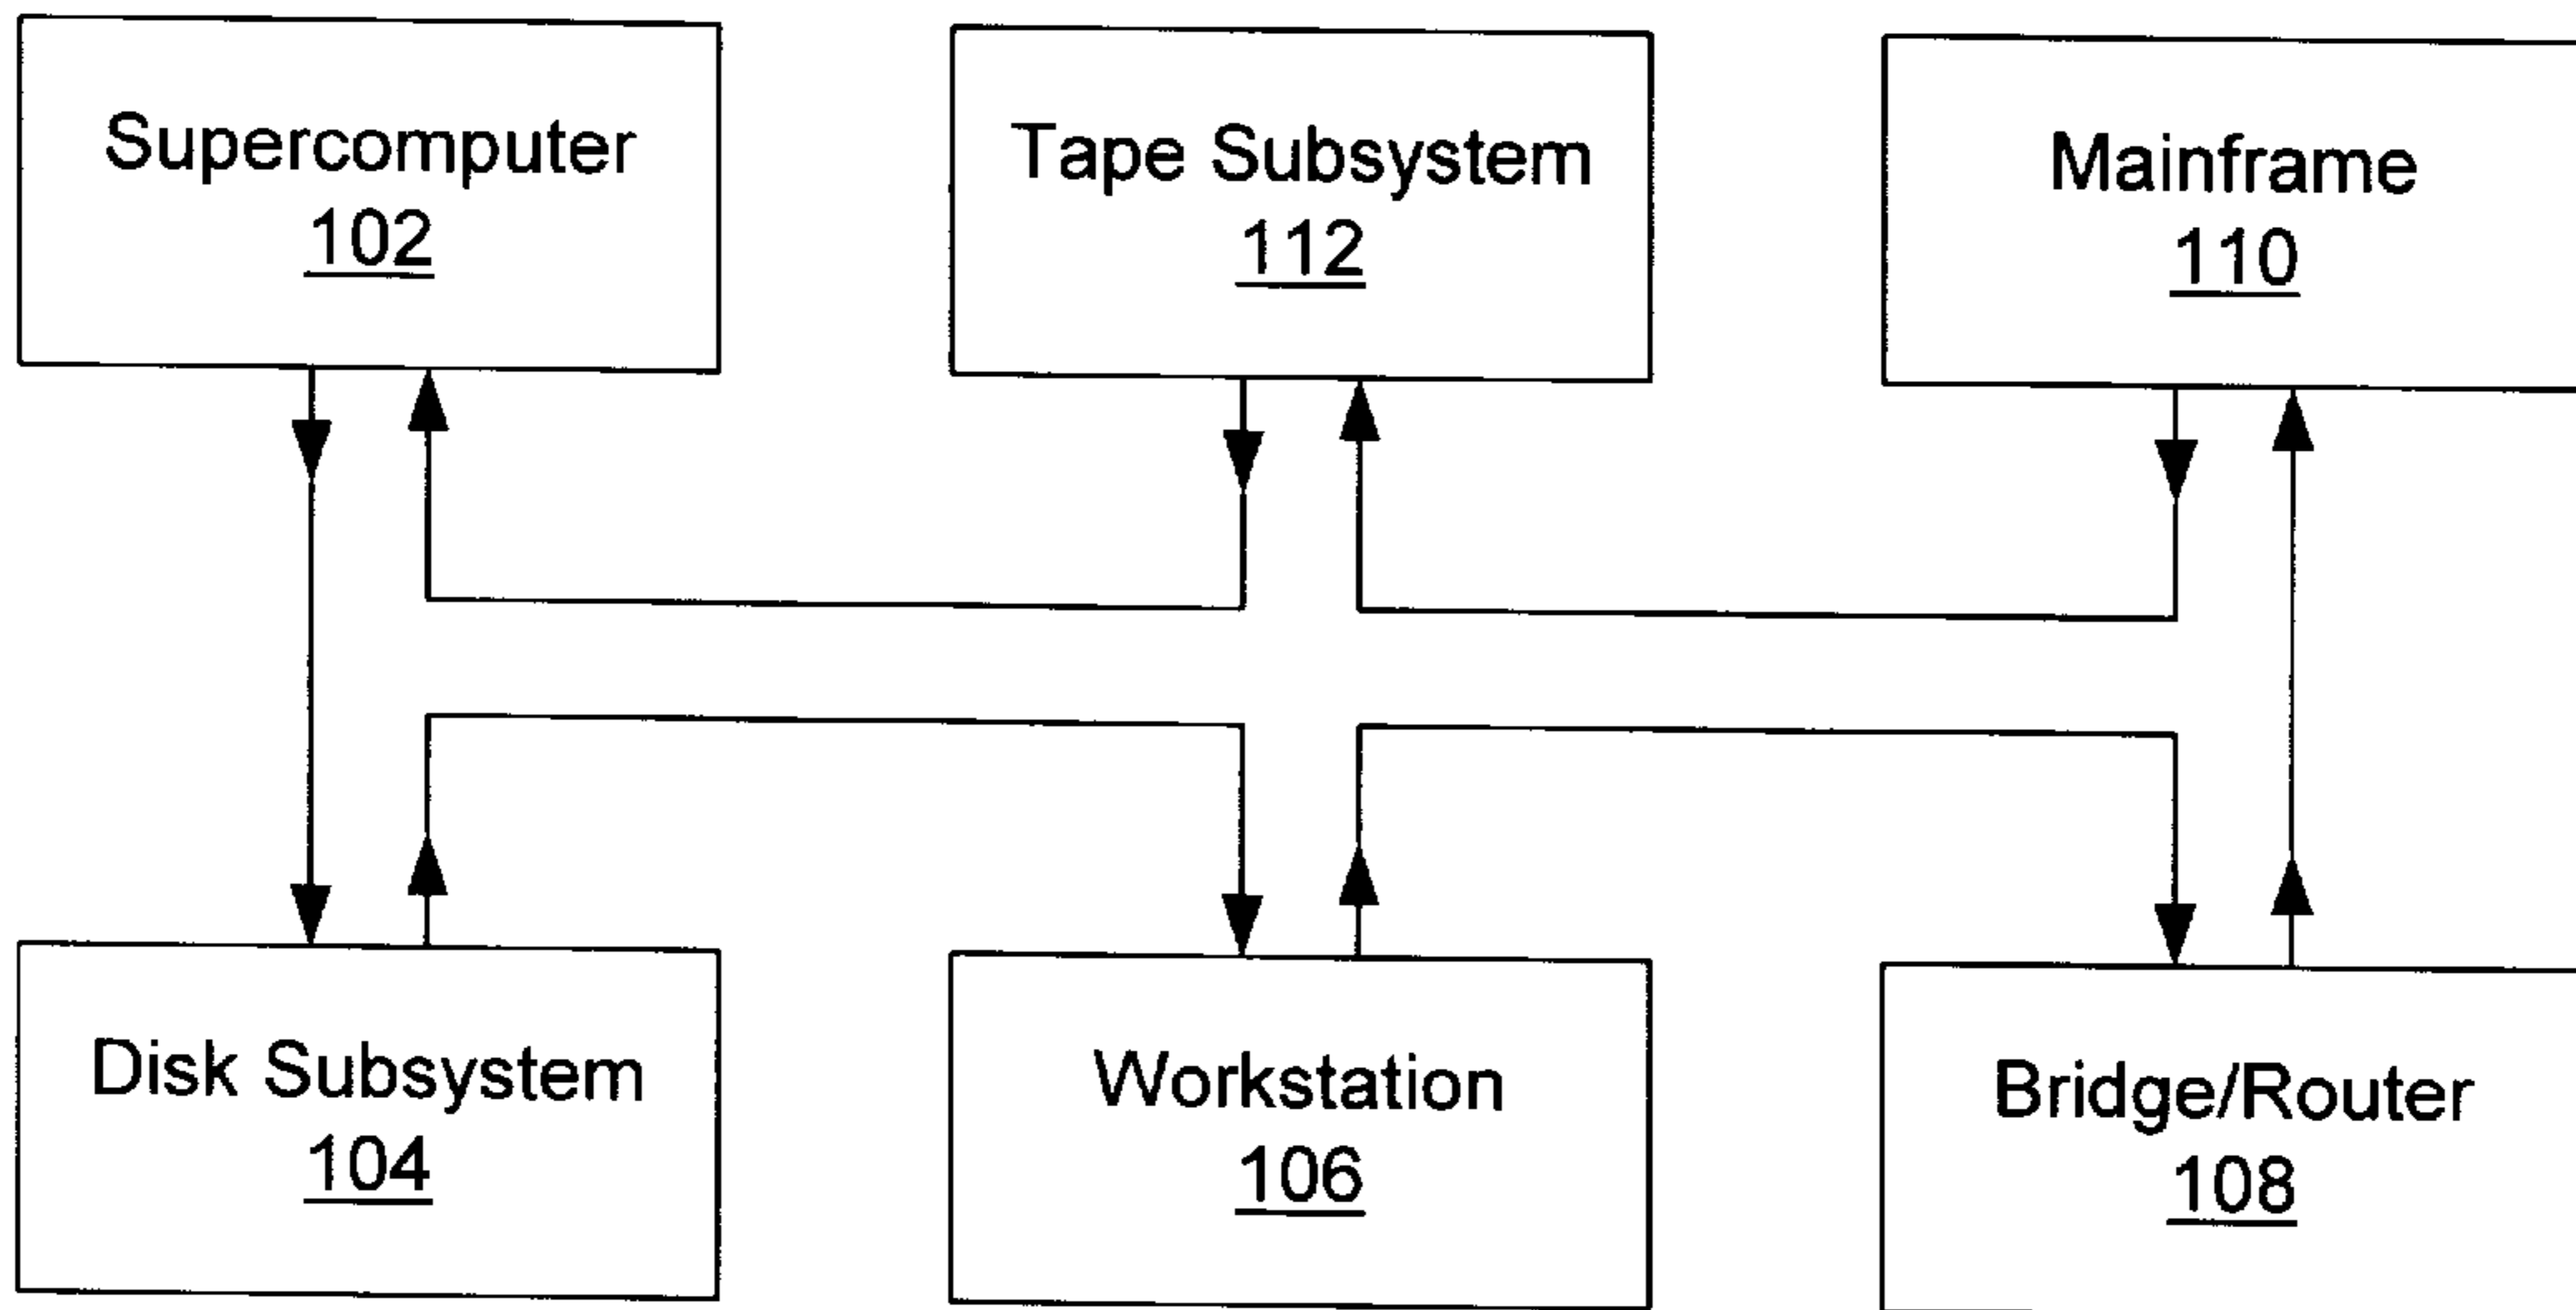 Supercomputer
102
Tape Subsystem
112
Mainframe
110
Disk Subsystem
104
Workstation
106
Bridge/Router
108